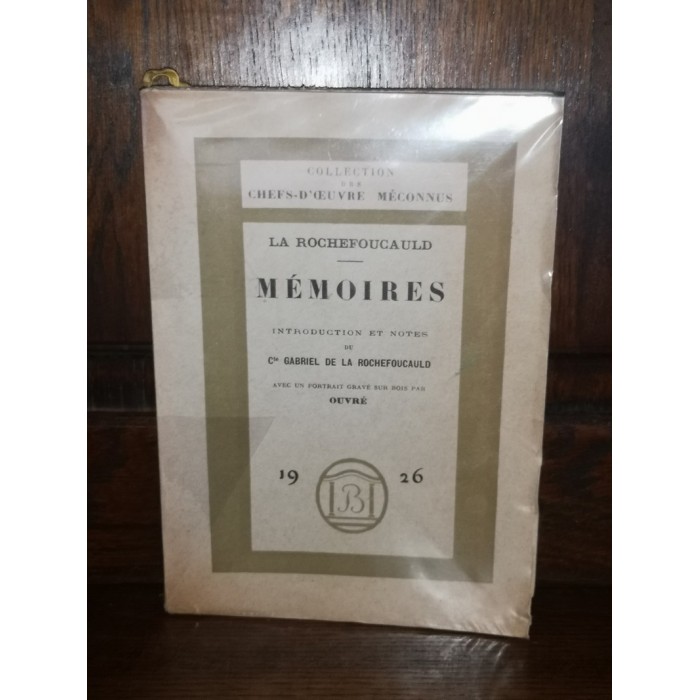 COLLECTION
DES
CHEFS-D'ŒUVRE MÉCONNUS
LA ROCHEFOUCAULD
MÉMOIRES
INTRODUCTION ET NOTES
DU
Cte GABRIEL DE LA ROCHEFOUCAULD
AVEC UN PORTRAIT GRAVÉ SUR BOIS PAR
OUVRÉ
19 26
B